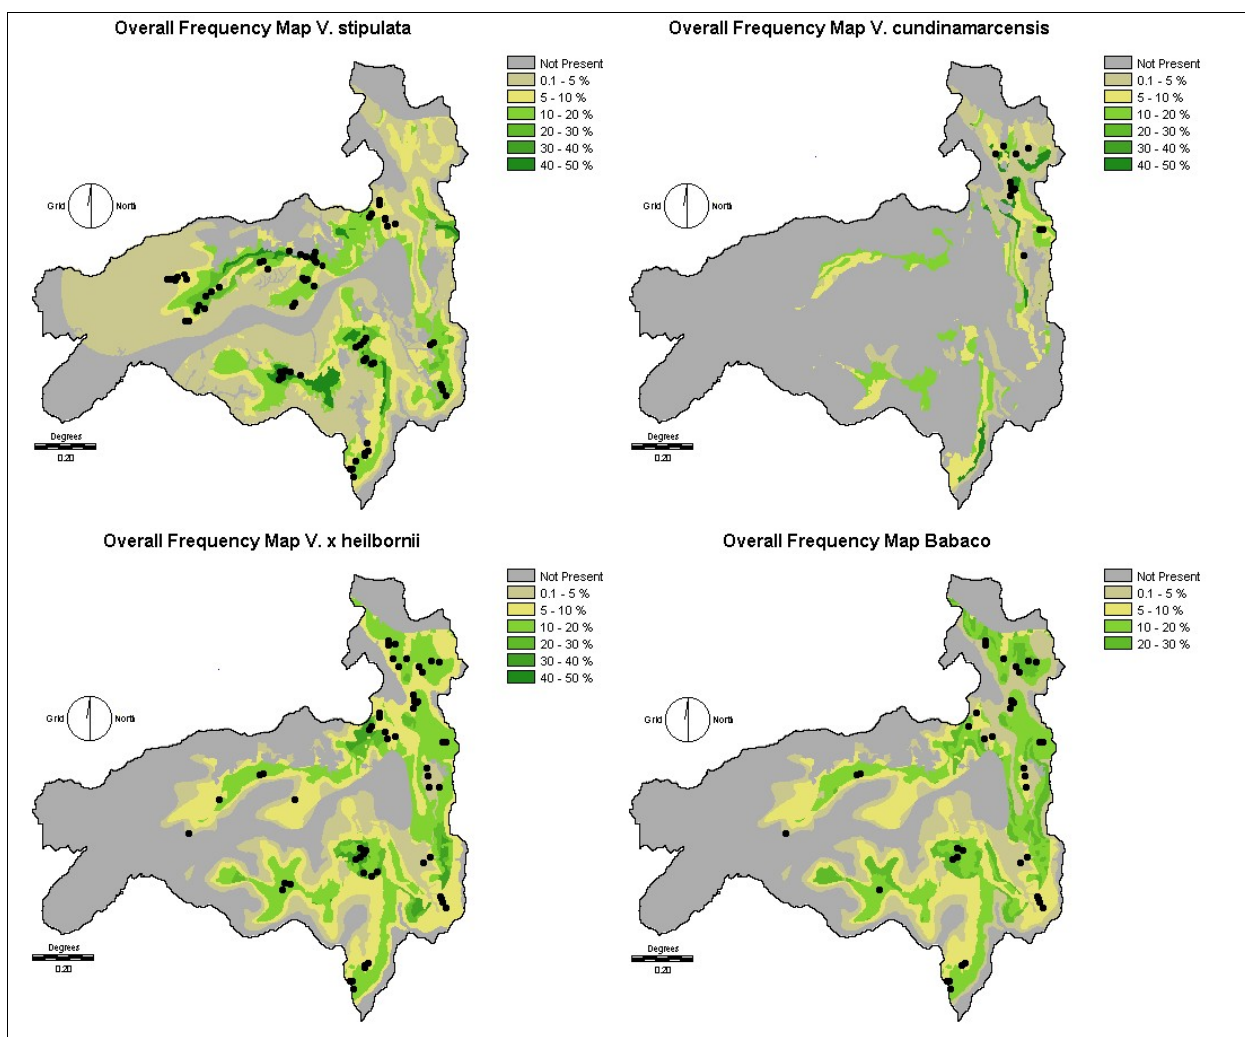 Overall Frequency Map V. stipulata
Not Present
0.1 - 5 %
5 - 10 %
10 - 20 %
20 - 30 %
30 - 40 %
40 - 50 %
Grid North
Degrees
0.20
Overall Frequency Map V. cundinamarcensis
Not Present
0.1 - 5 %
5 - 10 %
10 - 20 %
20 - 30 %
30 - 40 %
40 - 50 %
Grid North
Degrees
0.20
Overall Frequency Map V. x heilbornii
Not Present
0.1 - 5 %
5 - 10 %
10 - 20 %
20 - 30 %
30 - 40 %
40 - 50 %
Grid North
Degrees
0.20
Overall Frequency Map Babaco
Not Present
0.1 - 5 %
5 - 10 %
10 - 20 %
20 - 30 %
Grid North
Degrees
0.20